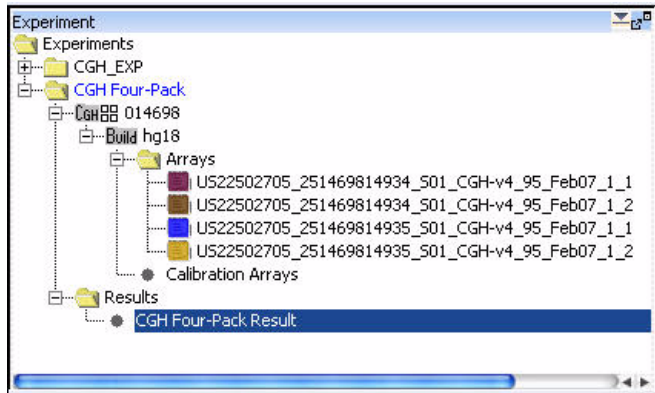 Experiment
Experiments
CGH_EXP
CGH Four-Pack
CGH 014698
Build hg18
Arrays
US22502705_251469814934_S01_CGH-v4_95_Feb07_1_1
US22502705_251469814934_S01_CGH-v4_95_Feb07_1_2
US22502705_251469814935_S01_CGH-v4_95_Feb07_1_1
US22502705_251469814935_S01_CGH-v4_95_Feb07_1_2
Calibration Arrays
Results
CGH Four-Pack Result